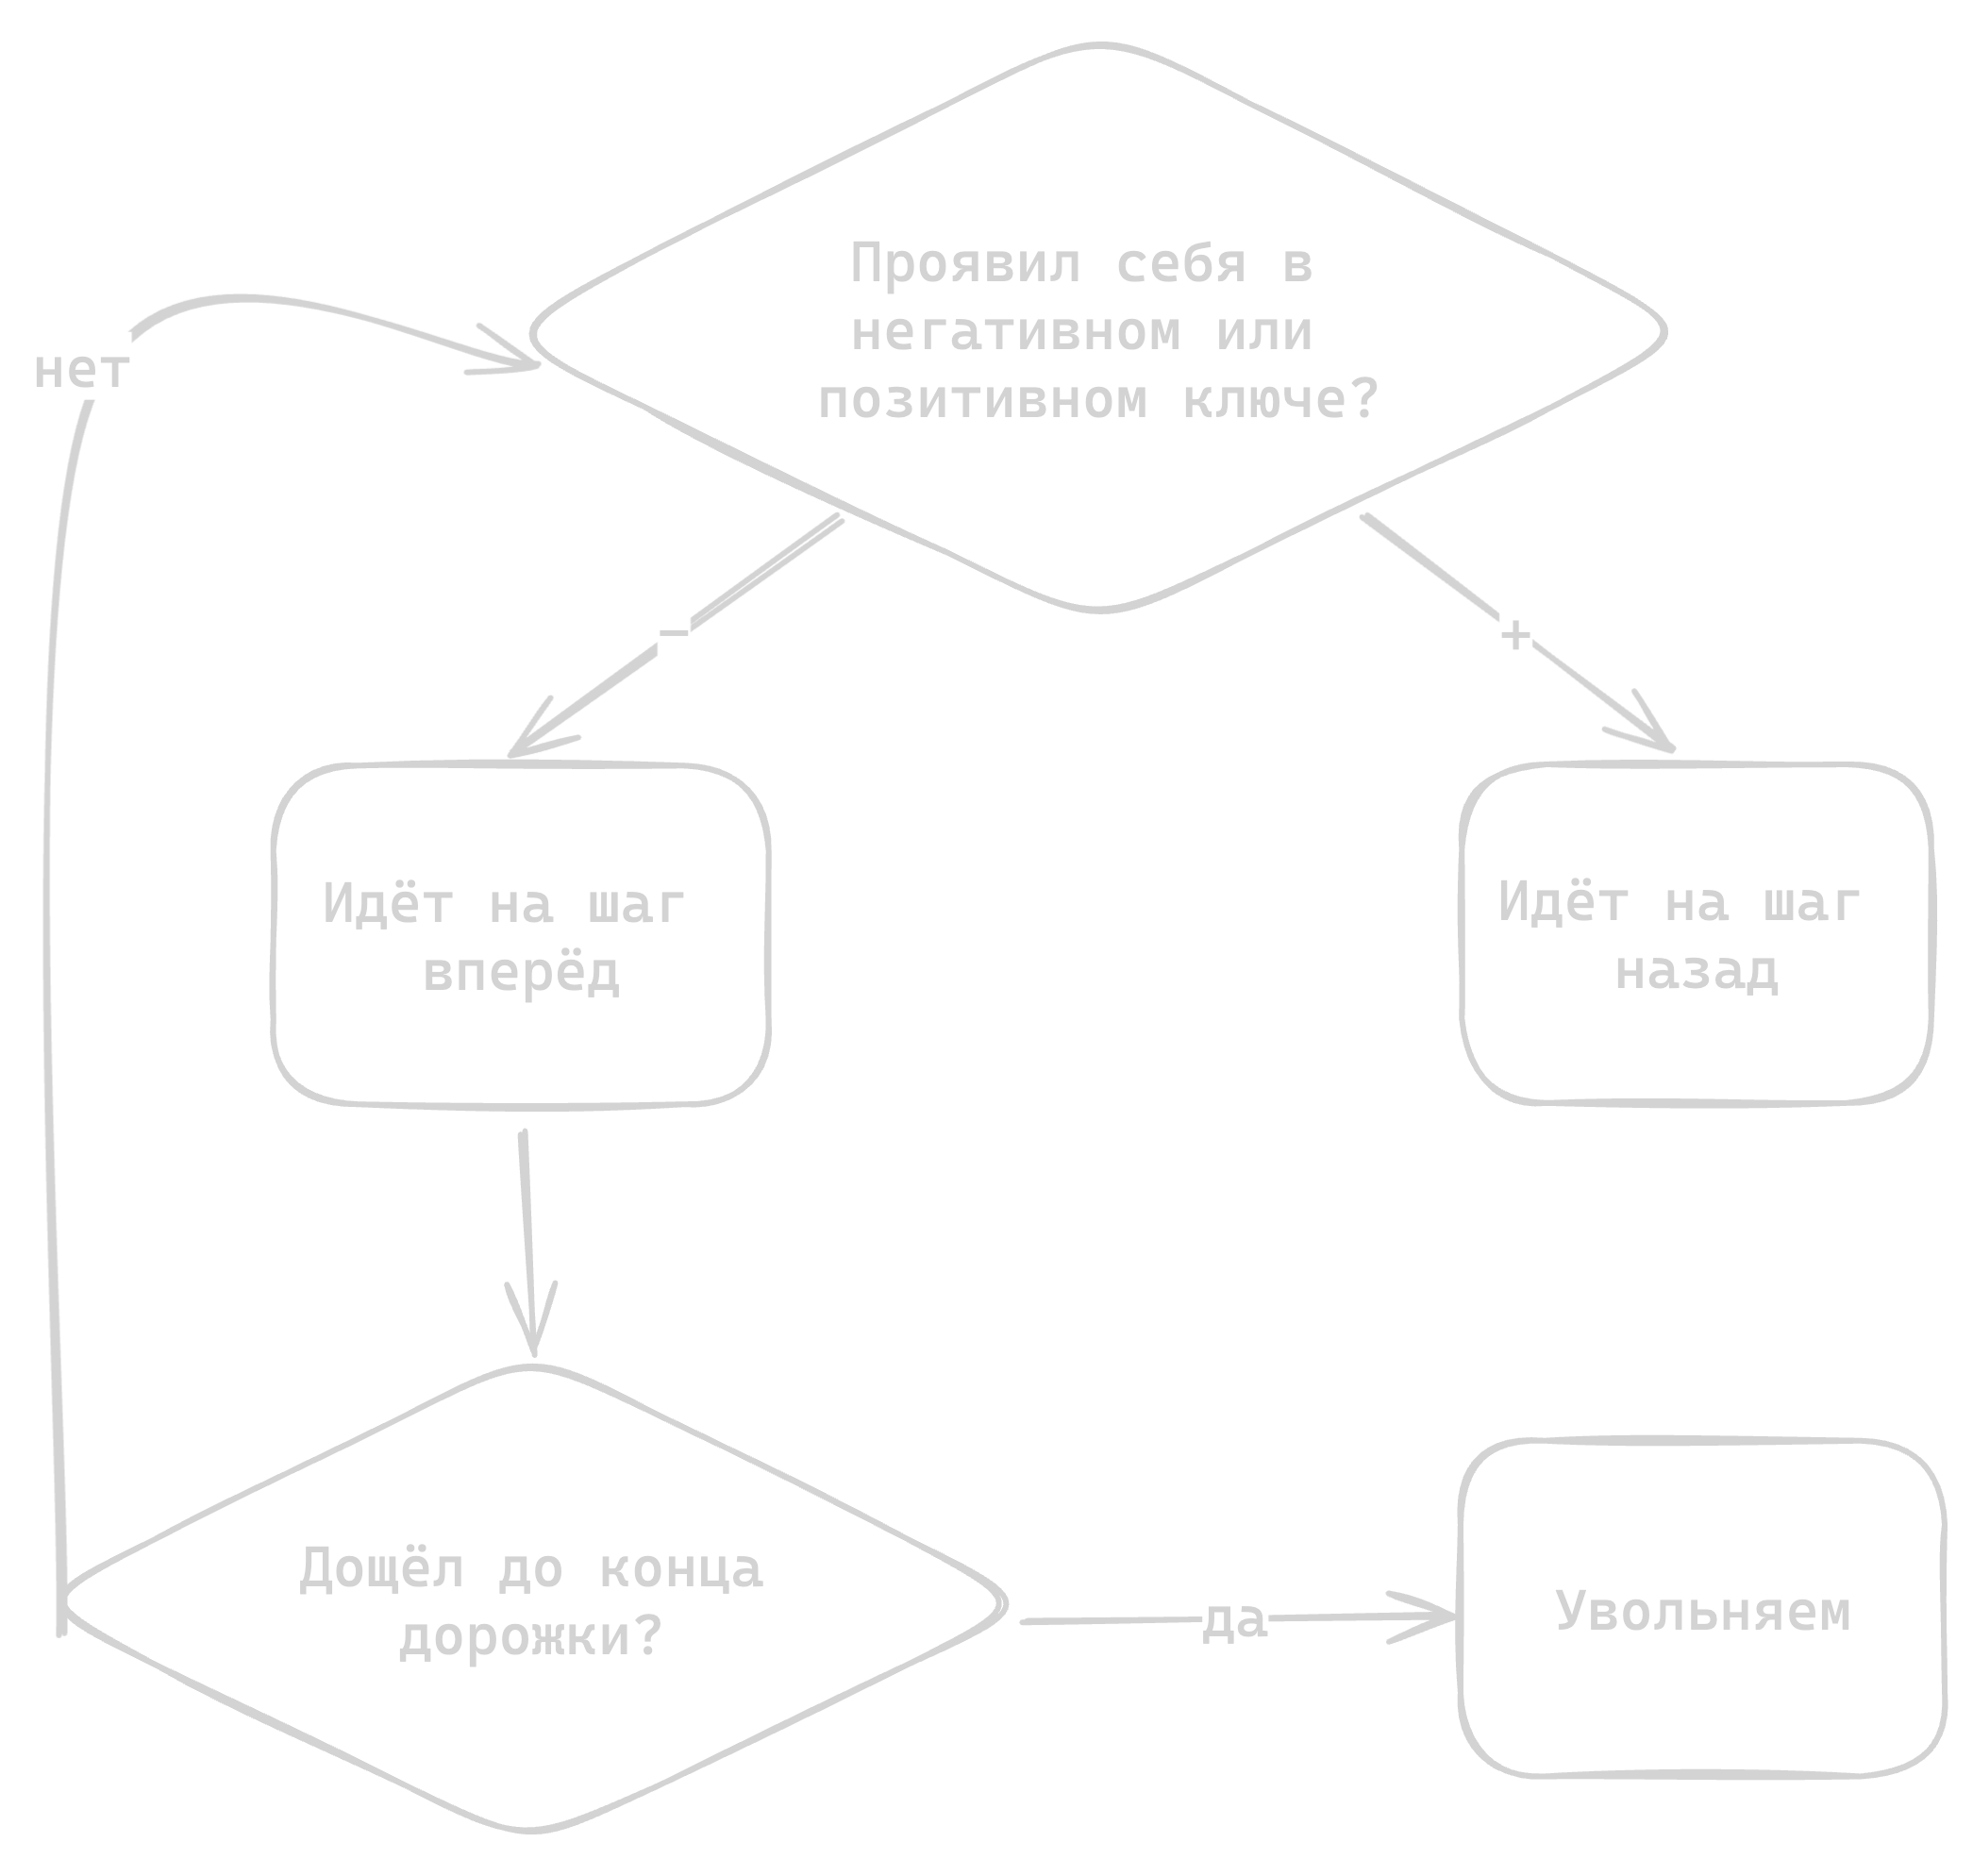 Проявил себя в
негативном или
позитивном ключе?
нет
–
+
Идёт на шаг
вперёд
Идёт на шаг
назад
Дощёл до конца
дорожки?
да
Увольняем